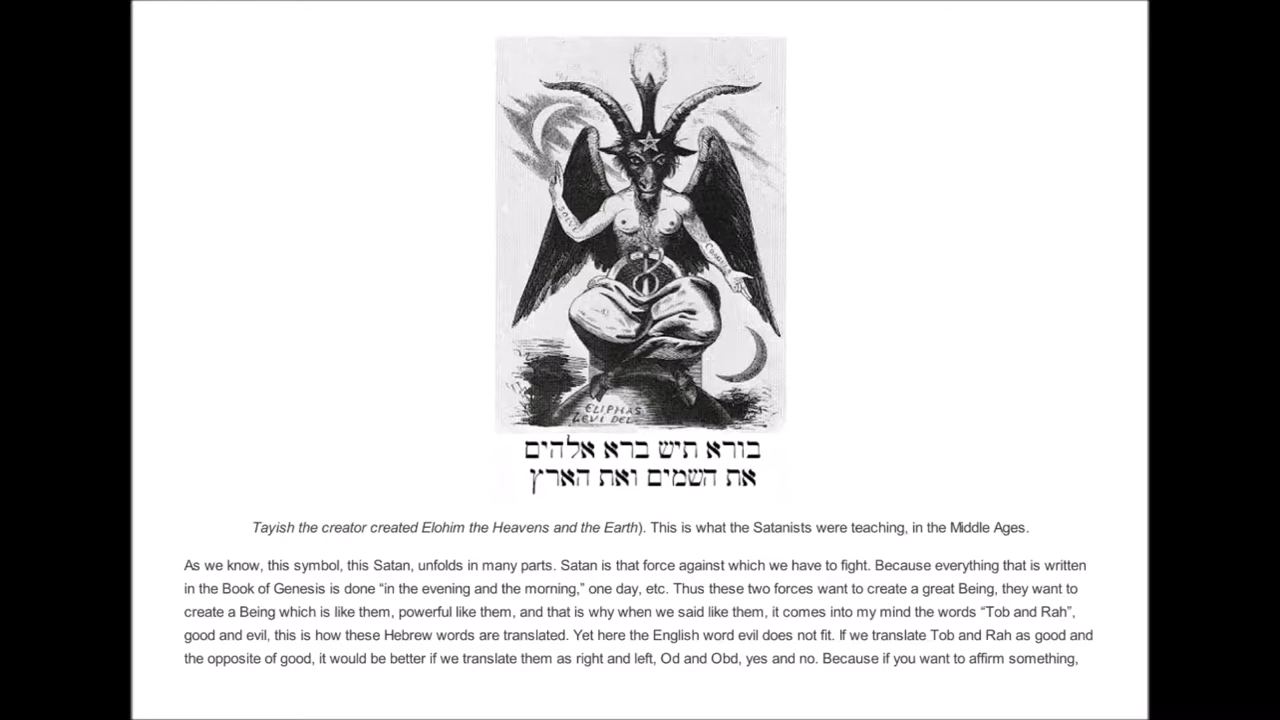 SOLVE
COAGULA
ELIPHAS
LEVI DEL.
בורא תיש ברא אלהים
את השמים ואת הארץ
Tayish the creator created Elohim the Heavens and the Earth). This is what the Satanists were teaching, in the Middle Ages.
As we know, this symbol, this Satan, unfolds in many parts. Satan is that force against which we have to fight. Because everything that is written
in the Book of Genesis is done “in the evening and the morning,” one day, etc. Thus these two forces want to create a great Being, they want to
create a Being which is like them, powerful like them, and that is why when we said like them, it comes into my mind the words “Tob and Rah”,
good and evil, this is how these Hebrew words are translated. Yet here the English word evil does not fit. If we translate Tob and Rah as good and
the opposite of good, it would be better if we translate them as right and left, Od and Obd, yes and no. Because if you want to affirm something,